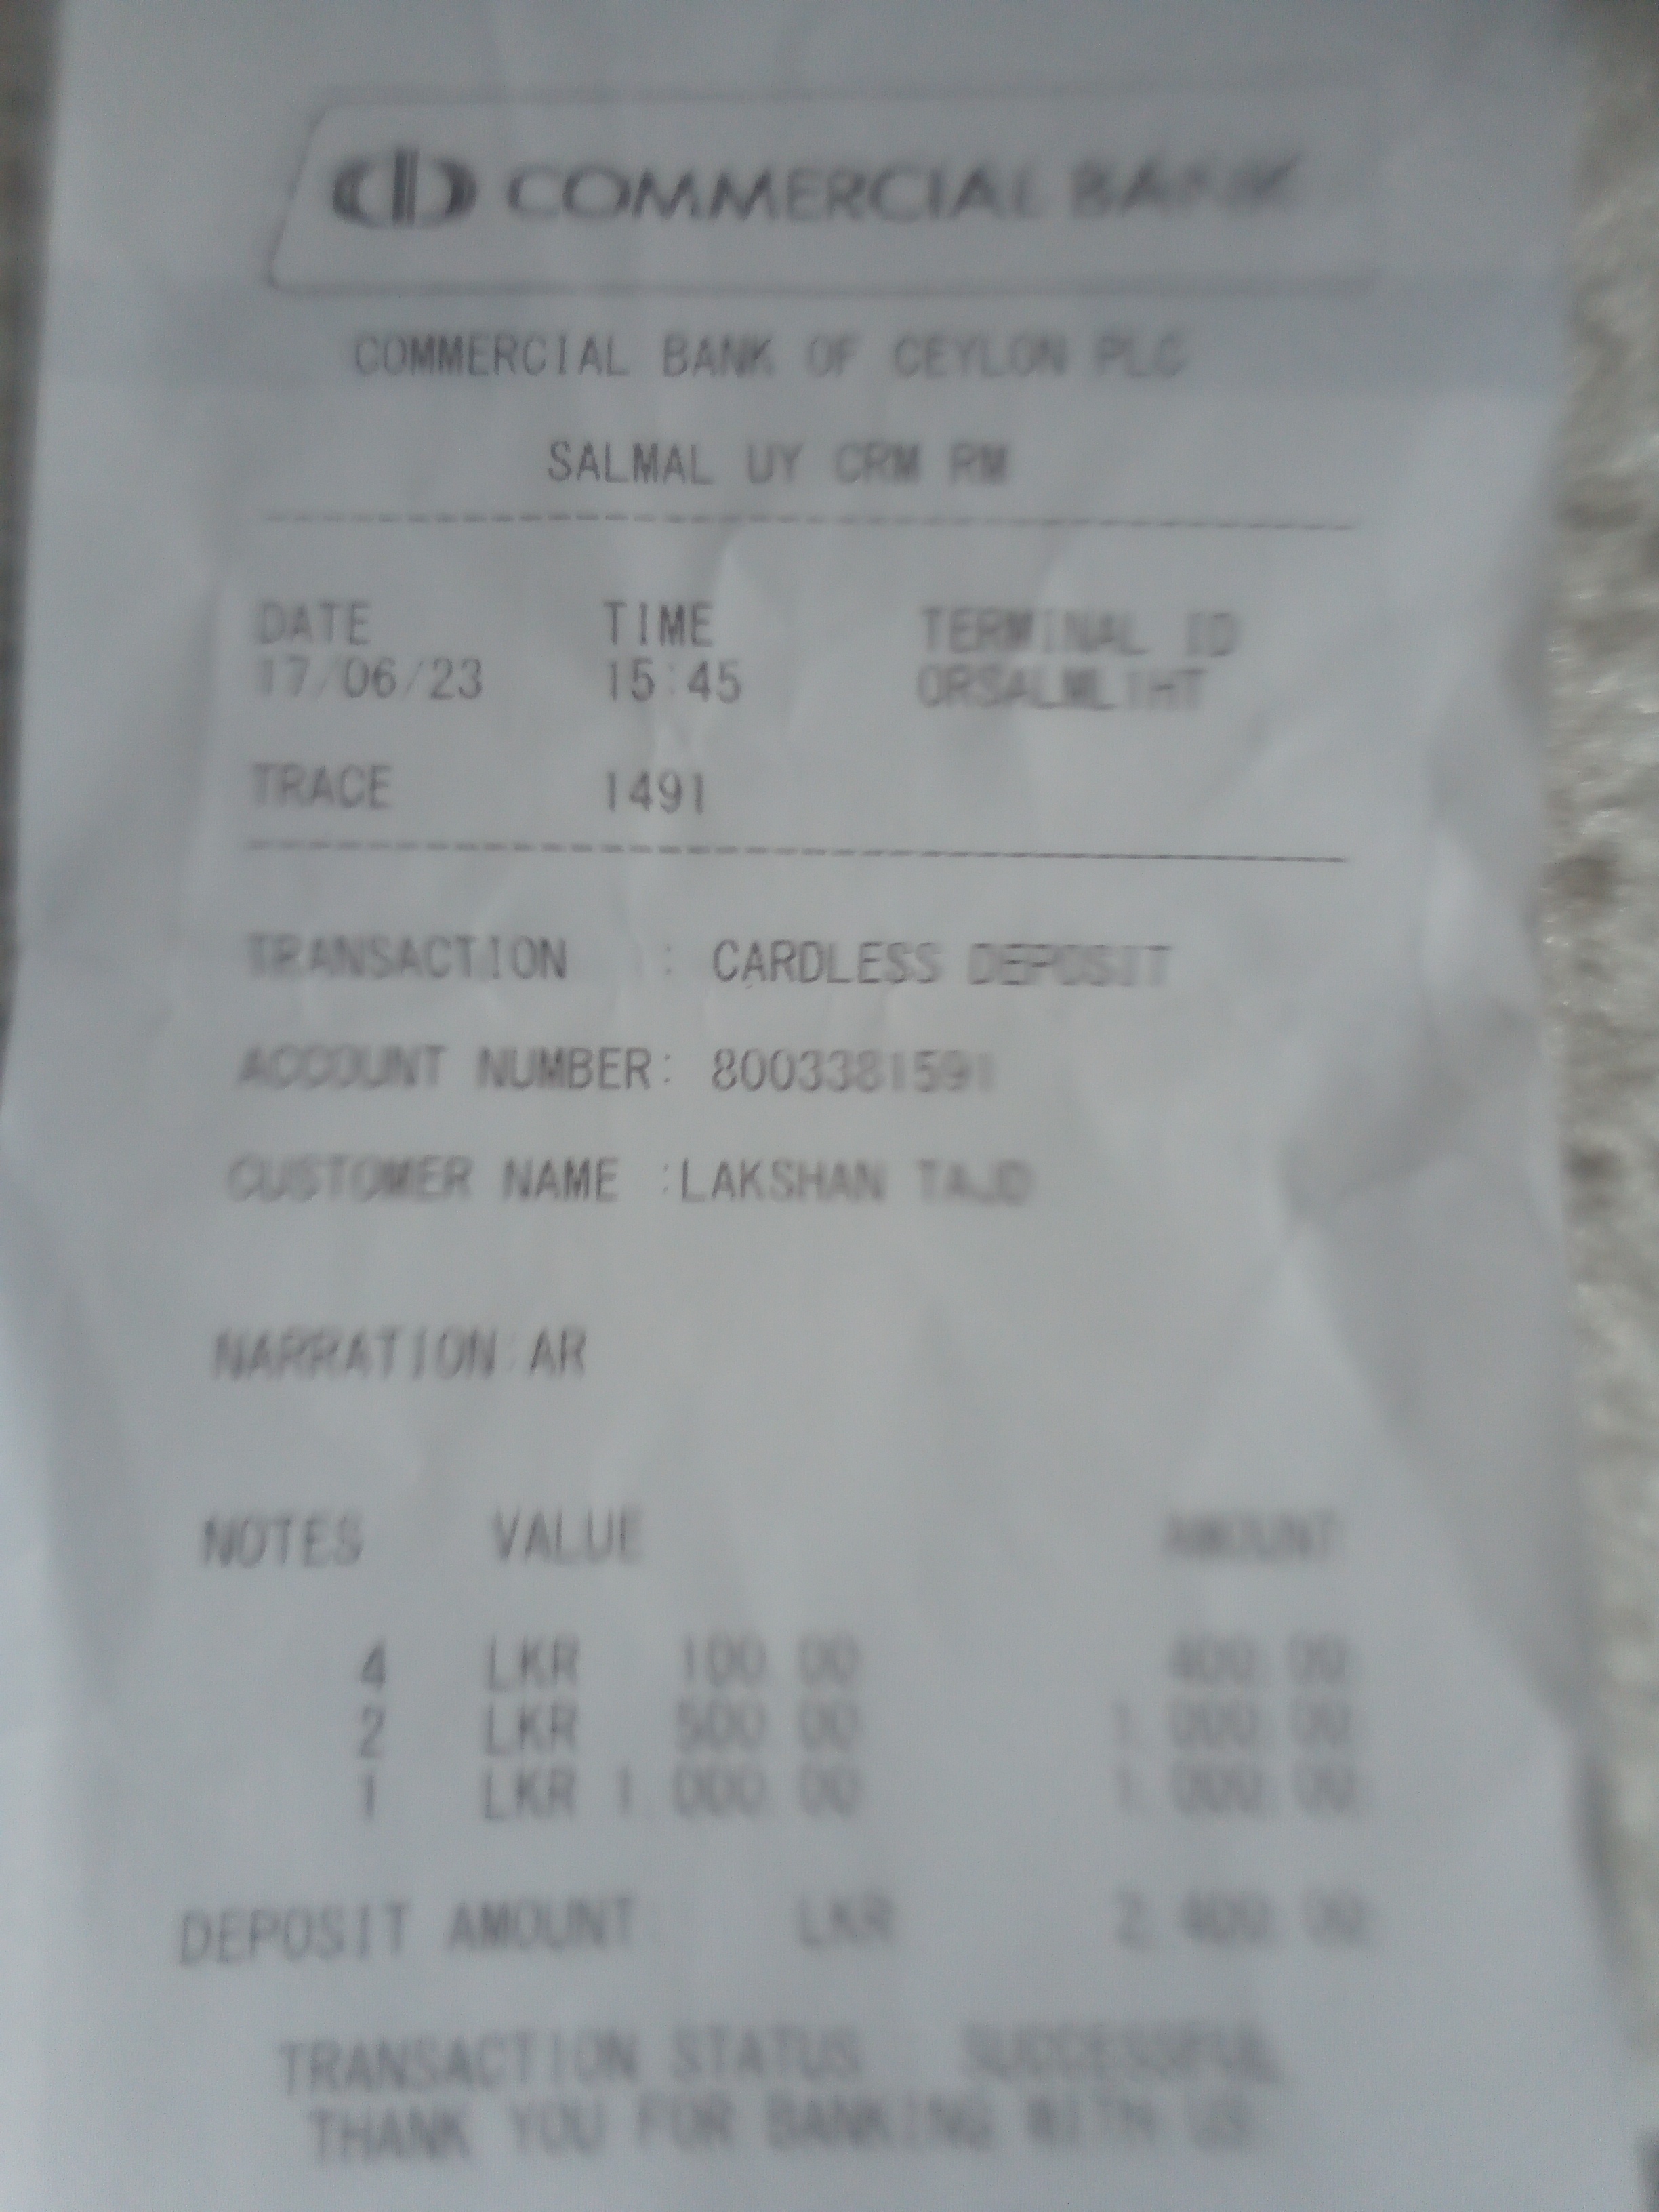 COMMERCIAL BANK
COMMERCIAL BANK OF CEYLON PLC
SALMAL UY CRM RM
DATE TIME TERMINAL ID
17/06/23 15:45
TRACE 1491
TRANSACTION : CARDLESS DEPOSIT
ACCOUNT NUMBER: 8003381591
CUSTOMER NAME :LAKSHAN TAJD
NARRATION:AR
NOTES VALUE AMOUNT
4 LKR 100.00 400.00
2 LKR 500.00 1,000.00
1 LKR 1,000.00 1,000.00
DEPOSIT AMOUNT LKR 2,400.00
TRANSACTION STATUS SUCCESSFUL
THANK YOU FOR BANKING WITH US